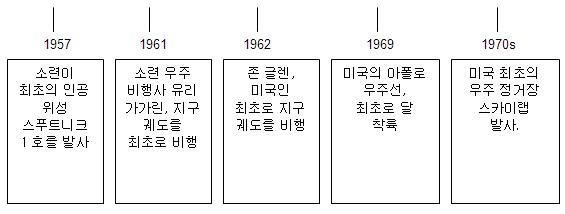 1957
소련이
최초의 인공
위성
스푸트니크
1 호를 발사
1961
소련 우주
비행사 유리
가가린, 지구
궤도를
최초로 비행
1962
존 글렌,
미국인
최초로 지구
궤도를 비행
1969
미국의 아폴로
우주선,
최초로 달
착륙
1970s
미국 최초의
우주 정거장
스카이랩
발사.